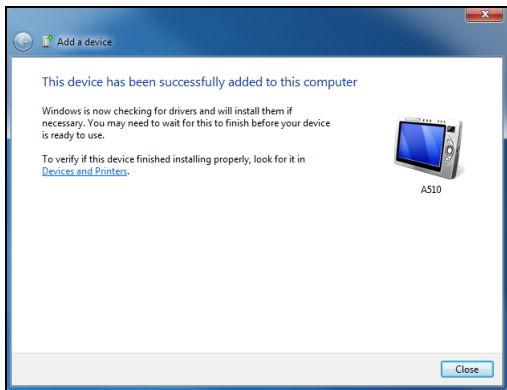 Add a device
This device has been successfully added to this computer
Windows is now checking for drivers and will install them if
necessary. You may need to wait for this to finish before your device
is ready to use.
To verify if this device finished installing properly, look for it in
Devices and Printers.
A510
Close